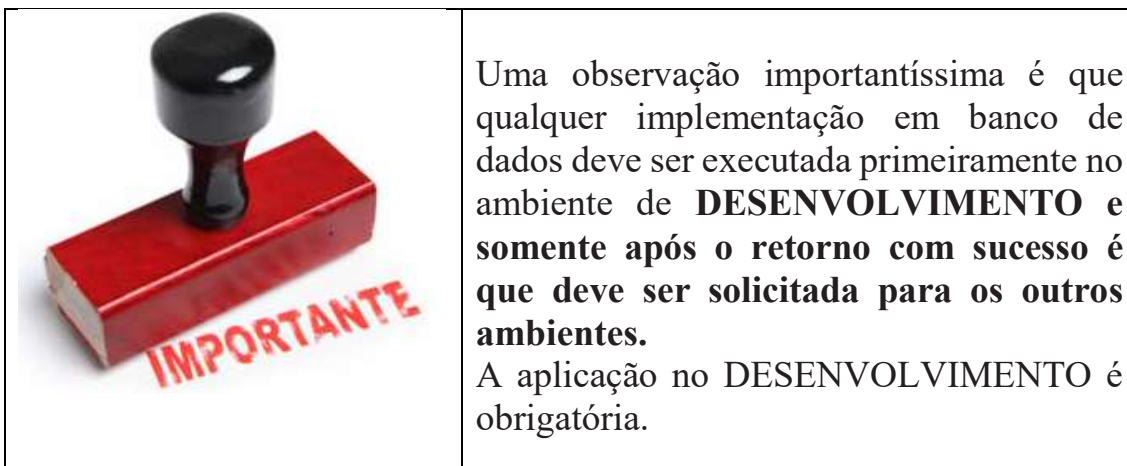 IMPORTANTE
Uma observação importantíssima é que
qualquer implementação em banco de
dados deve ser executada primeiramente no
ambiente de DESENVOLVIMENTO e
somente após o retorno com sucesso é
que deve ser solicitada para os outros
ambientes.
A aplicação no DESENVOLVIMENTO é
obrigatória.